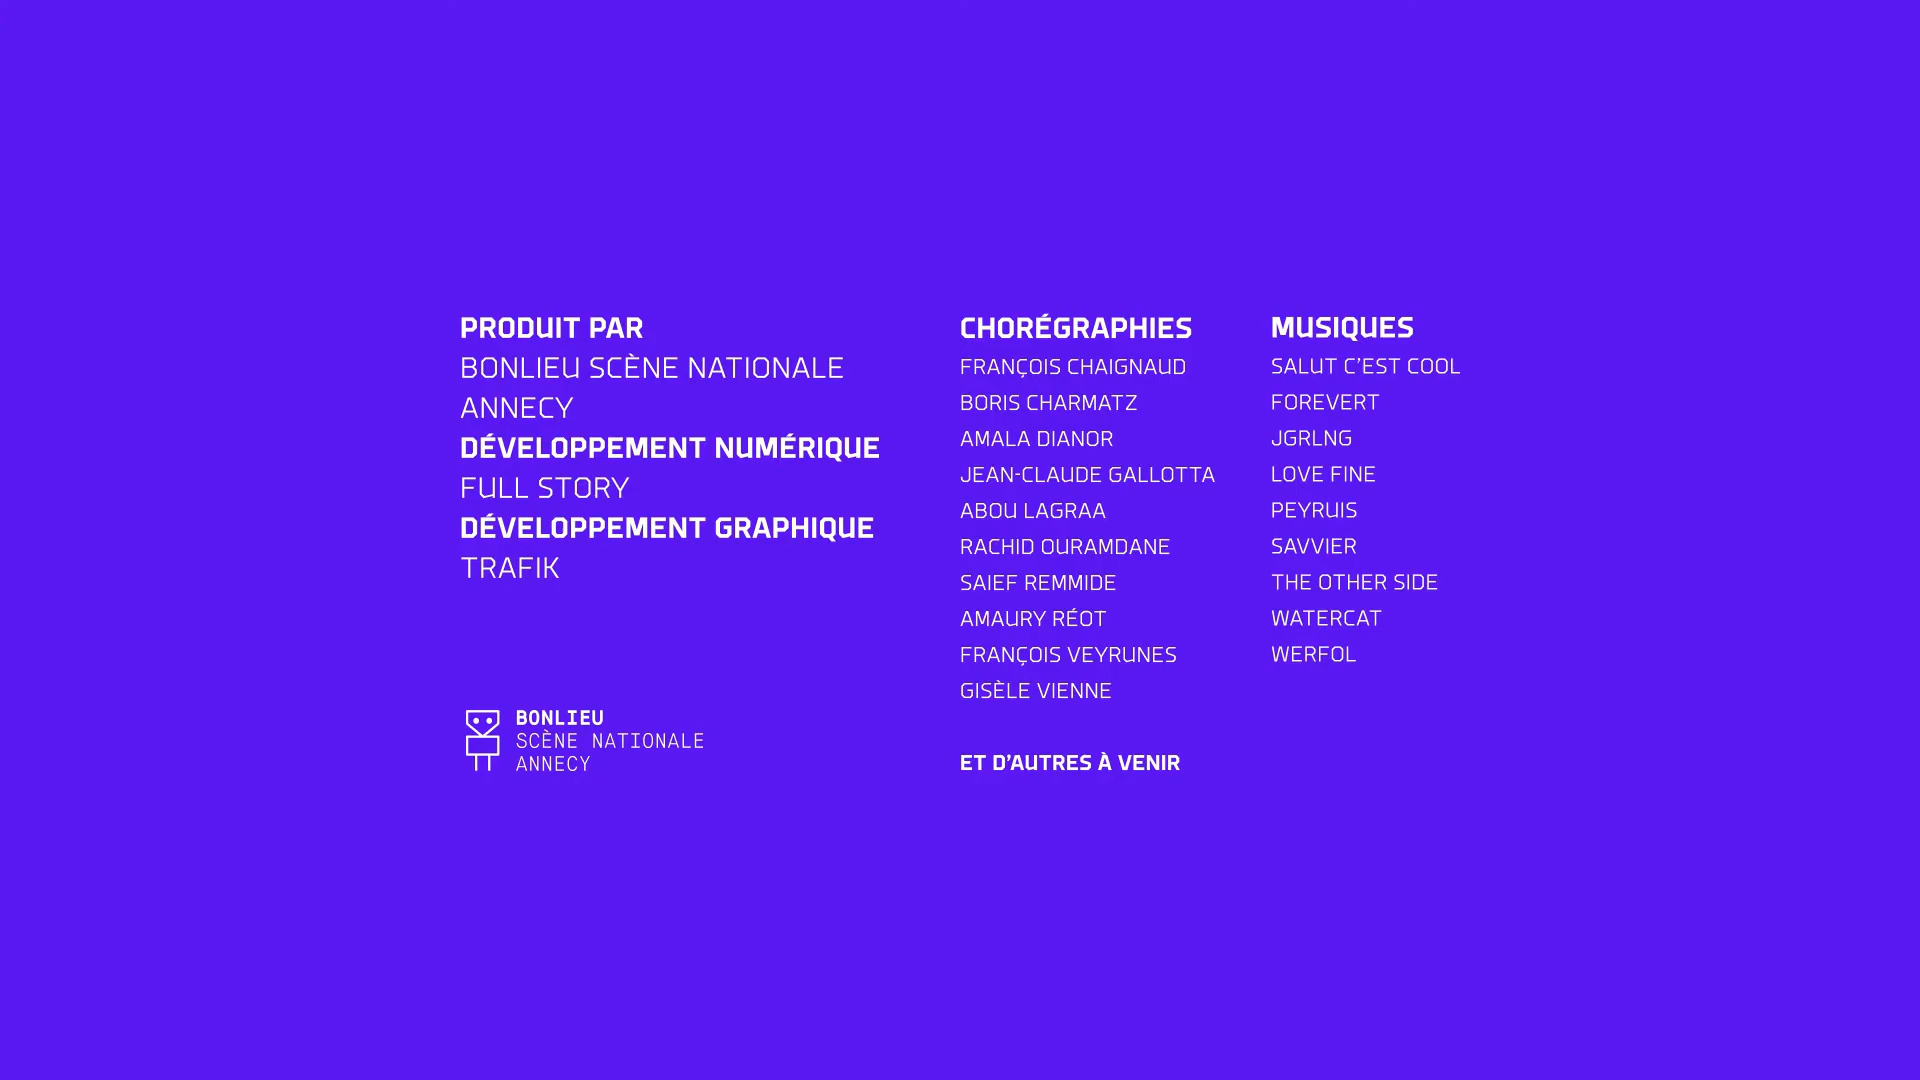 PRODUIT PAR
BONLIEU SCÈNE NATIONALE
ANNECY
DÉVELOPPEMENT NUMÉRIQUE
FULL STORY
DÉVELOPPEMENT GRAPHIQUE
TRAFIK
BONLIEU
SCÈNE NATIONALE
ANNECY
CHORÉGRAPHIES
FRANÇOIS CHAIGNAUD
BORIS CHARMATZ
AMALA DIANOR
JEAN-CLAUDE GALLOTTA
ABOU LAGRAA
RACHID OURAMDANE
SAIEF REMMIDE
AMAURY RÉOT
FRANÇOIS VEYRUNES
GISÈLE VIENNE
ET D’AUTRES À VENIR
MUSIQUES
SALUT C’EST COOL
FOREVERT
JGRLNG
LOVE FINE
PEYRUIS
SAVVIER
THE OTHER SIDE
WATERCAT
WERFOL